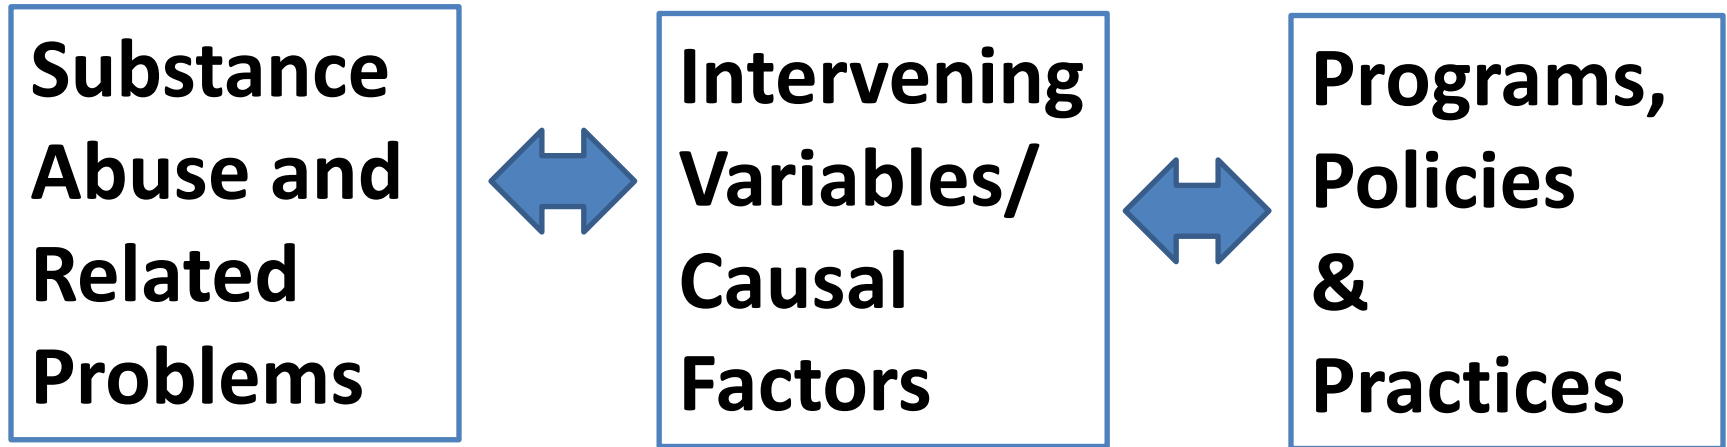 Substance
Abuse and
Related
Problems
Intervening
Variables/
Causal
Factors
Programs,
Policies
&
Practices